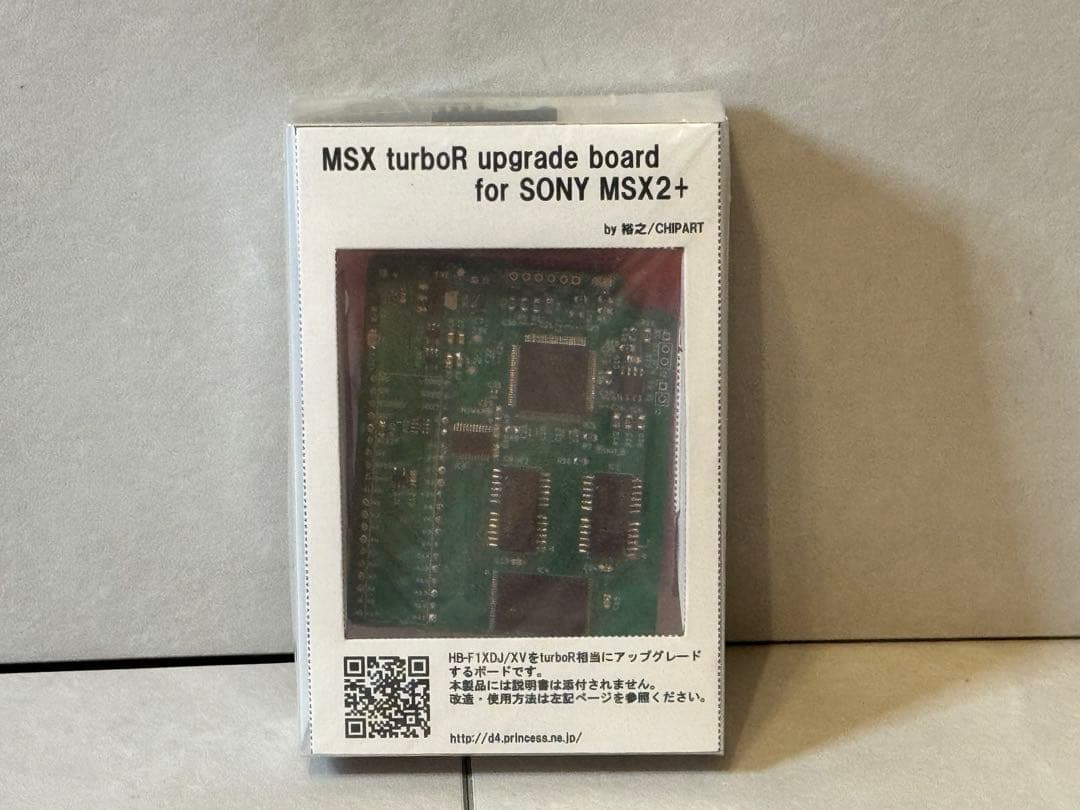 MSX turboR upgrade board
for SONY MSX2+
by 裕之/CHIPART
HB-F1XDJ/XVをturboR相当にアップグレード
するボードです。
本製品には説明書は添付されません。
改造・使用方法は左記ページを参照ください。
http://d4.princess.ne.jp/